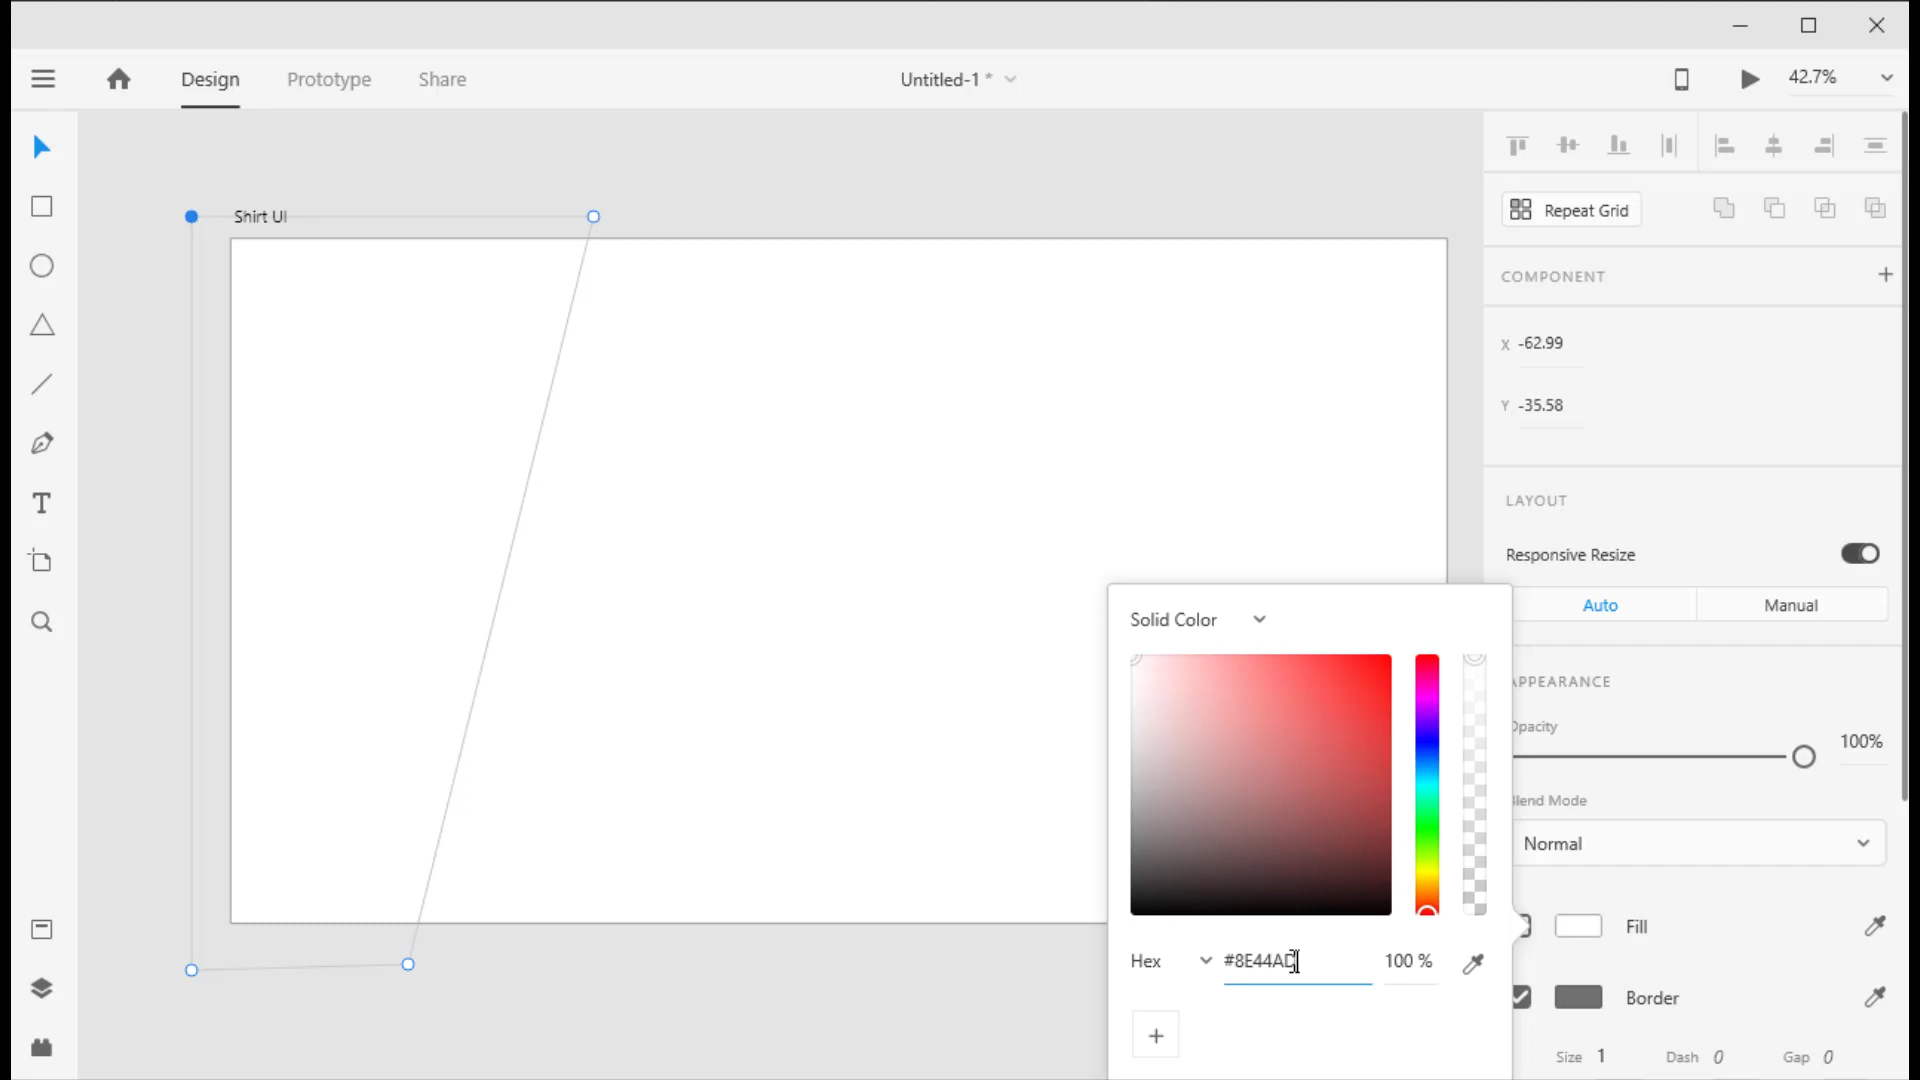 Design
Prototype
Share
Untitled-1 *
42.7%
Shirt UI
Repeat Grid
COMPONENT
X -62.99
Y -35.58
LAYOUT
Responsive Resize
Auto
Manual
Solid Color
APPEARANCE
Opacity
100%
Blend Mode
Normal
Fill
Hex
#8E44AD
100 %
Border
Size 1
Dash 0
Gap 0